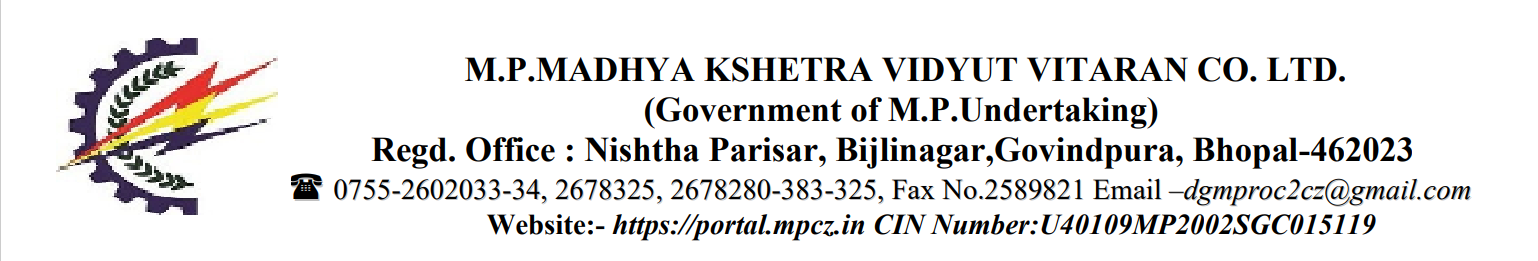 M.P.MADHYA KSHETRA VIDYUT VITARAN CO. LTD.
(Government of M.P.Undertaking)
Regd. Office : Nishtha Parisar, Bijlinagar,Govindpura, Bhopal-462023
☎ 0755-2602033-34, 2678325, 2678280-383-325, Fax No.2589821 Email –dgmproc2cz@gmail.com
Website:- https://portal.mpcz.in CIN Number:U40109MP2002SGC015119